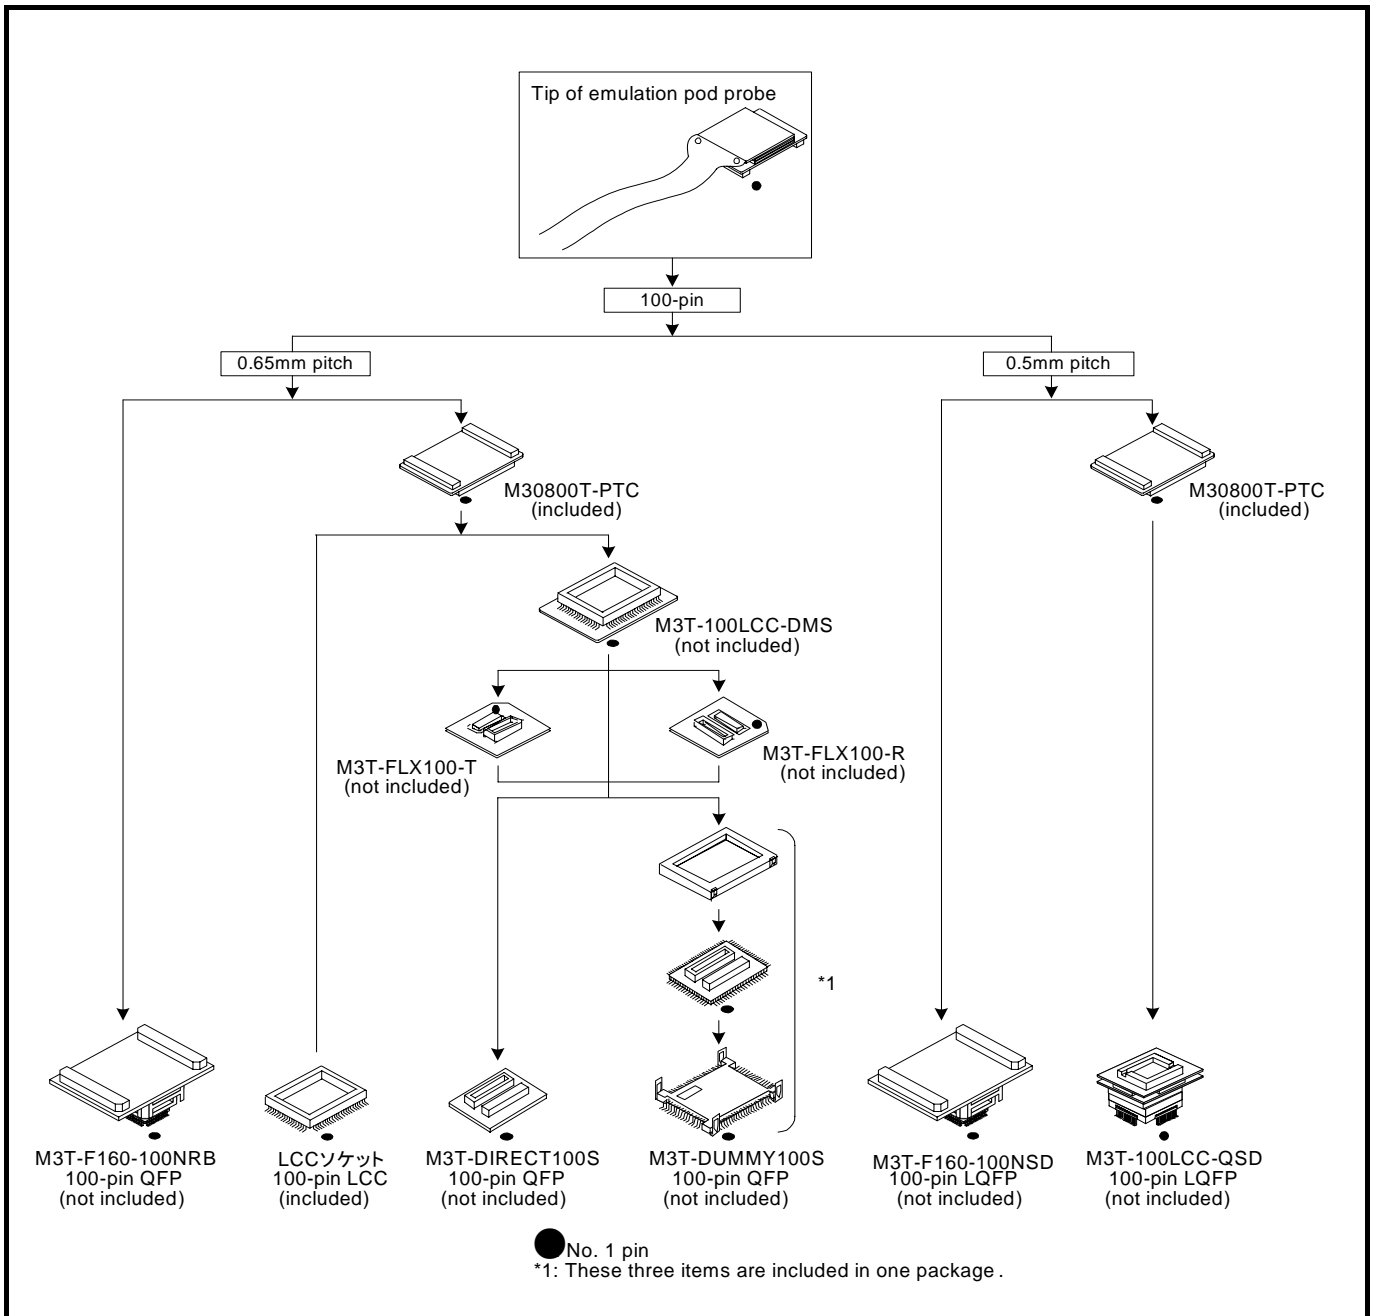 Tip of emulation pod probe
100-pin
0.65mm pitch
0.5mm pitch
M30800T-PTC
(included)
M30800T-PTC
(included)
M3T-100LCC-DMS
(not included)
M3T-FLX100-T
(not included)
M3T-FLX100-R
(not included)
*1
M3T-F160-100NRB
100-pin QFP
(not included)
LCCソケット
100-pin LCC
(included)
M3T-DIRECT100S
100-pin QFP
(not included)
M3T-DUMMY100S
100-pin QFP
(not included)
M3T-F160-100NSD
100-pin LQFP
(not included)
M3T-100LCC-QSD
100-pin LQFP
(not included)
No. 1 pin
*1: These three items are included in one package.